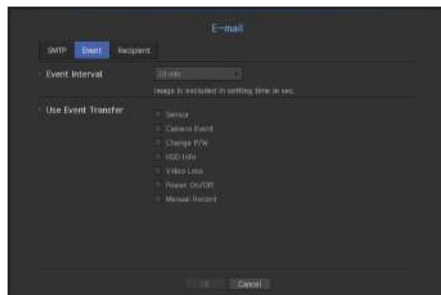 E-mail
SMTP Event Recipient
Event Interval 10 min
Image is excluded in setting time in sec.
Use Event Transfer
Sensor
Camera Event
Change P/W
HDD Info
Video Loss
Power On/Off
Manual Record
OK Cancel